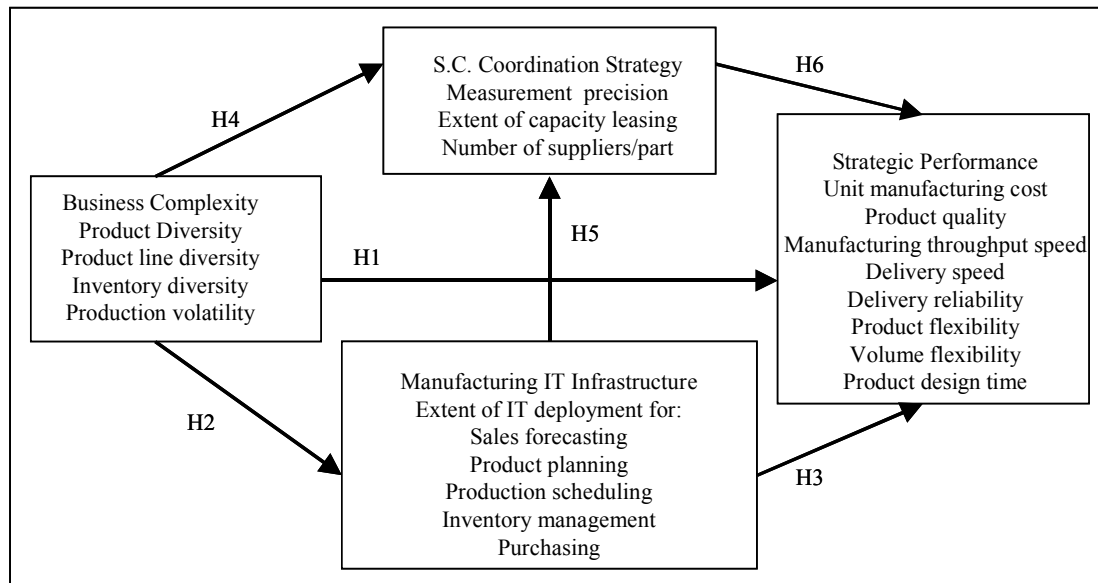 S.C. Coordination Strategy
Measurement precision
Extent of capacity leasing
Number of suppliers/part
H6
H4
Strategic Performance
Unit manufacturing cost
Product quality
Manufacturing throughput speed
Delivery speed
Delivery reliability
Product flexibility
Volume flexibility
Product design time
Business Complexity
Product Diversity
Product line diversity
Inventory diversity
Production volatility
H1
H5
H2
Manufacturing IT Infrastructure
Extent of IT deployment for:
Sales forecasting
Product planning
Production scheduling
Inventory management
Purchasing
H3